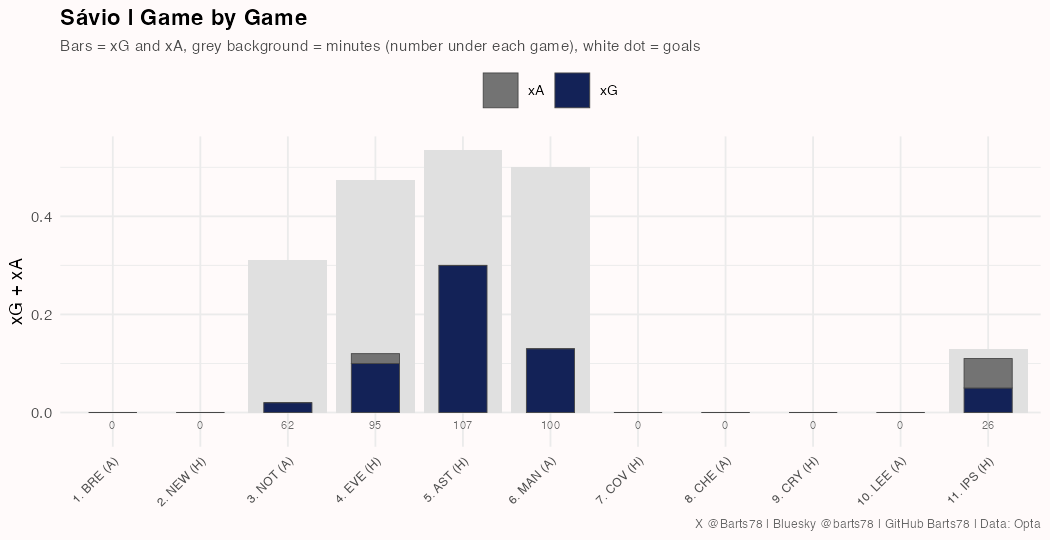 Sávio | Game by Game
Bars = xG and xA, grey background = minutes (number under each game), white dot = goals
xA xG
xG + xA
0.4
0.2
0.0
0 0 62 95 107 100 0 0 0 0 26
1. BRE (A) 2. NEW (H) 3. NOT (A) 4. EVE (H) 5. AST (H) 6. MAN (A) 7. COV (H) 8. CHE (A) 9. CRY (H) 10. LEE (A) 11. IPS (H)
X @Barts78 | Bluesky @barts78 | GitHub Barts78 | Data: Opta